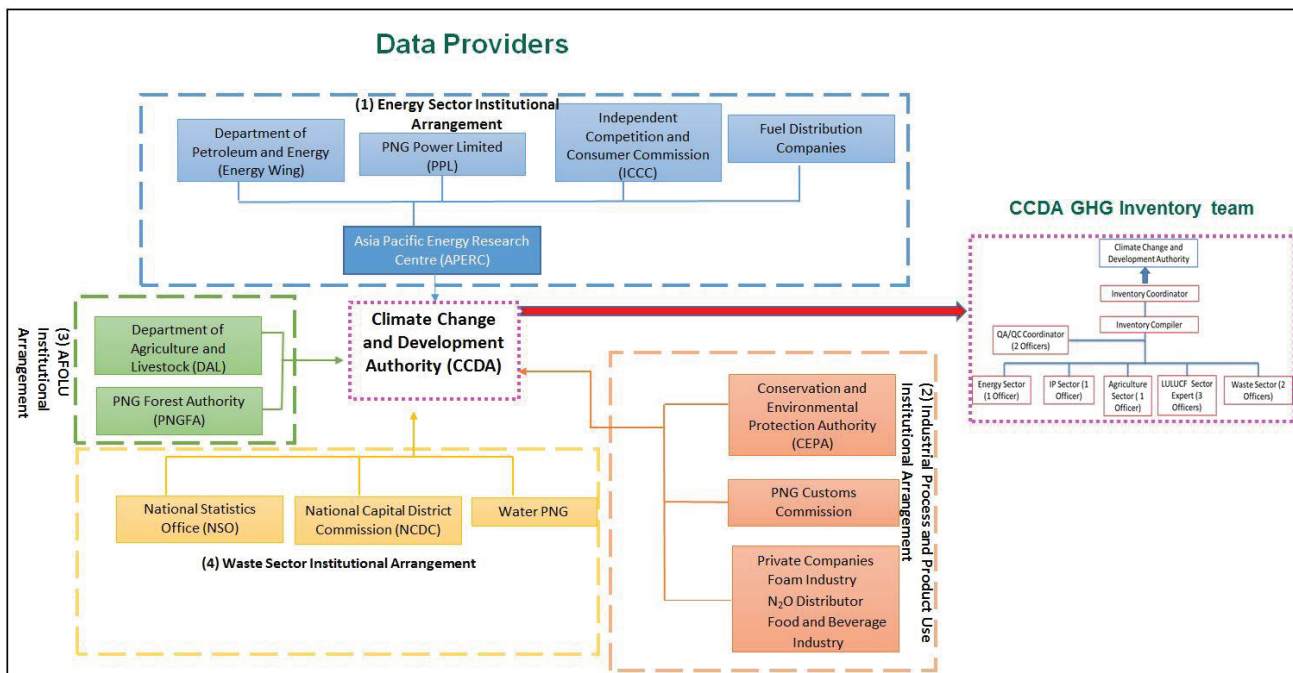 Data Providers
(1) Energy Sector Institutional
Arrangement
Department of
Petroleum and Energy
(Energy Wing)
PNG Power Limited
(PPL)
Independent
Competition and
Consumer Commission
(ICCC)
Fuel Distribution
Companies
Asia Pacific Energy Research
Centre (APERC)
(3) AFOLU
Institutional
Arrangement
Department of
Agriculture and
Livestock (DAL)
PNG Forest Authority
(PNGFA)
Climate Change
and Development
Authority (CCDA)
National Statistics
Office (NSO)
National Capital District
Commission (NCDC)
Water PNG
(4) Waste Sector Institutional Arrangement
(2) Industrial Process and Product Use
Institutional Arrangement
Conservation and
Environmental
Protection Authority
(CEPA)
PNG Customs
Commission
Private Companies
Foam Industry
N₂O Distributor
Food and Beverage
Industry
CCDA GHG Inventory team
Climate Change and
Development Authority
Inventory Coordinator
Inventory Compiler
QA/QC Coordinator
(2 Officers)
Energy Sector
(1 Officer)
IP Sector (1
Officer)
Agriculture
Sector ( 1
Officer)
LULUCF Sector
Expert (3
Officers)
Waste Sector (2
Officers)